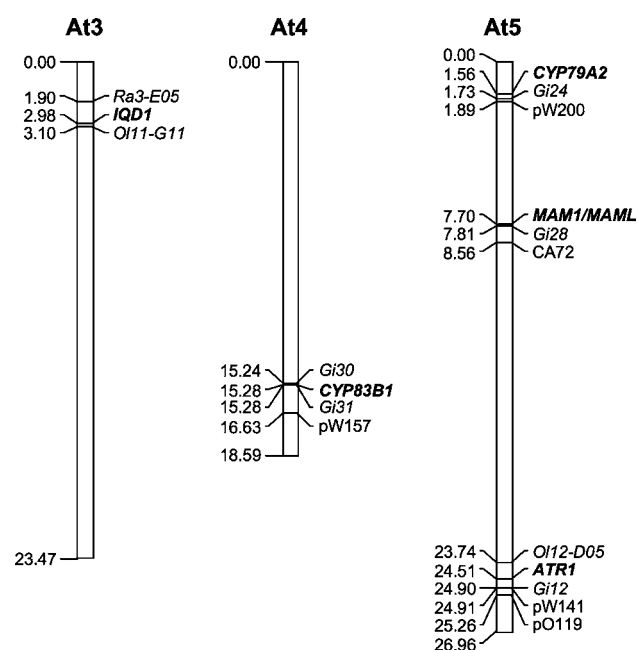 At3
0.00
1.90 Ra3-E05
2.98 IQD1
3.10 Ol11-G11
23.47
At4
0.00
15.24 Gi30
15.28 CYP83B1
15.28 Gi31
16.63 pW157
18.59
At5
0.00
1.56 CYP79A2
1.73 Gi24
1.89 pW200
7.70 MAM1/MAML
7.81 Gi28
8.56 CA72
23.74 Ol12-D05
24.51 ATR1
24.90 Gi12
24.91 pW141
25.26 pO119
26.96